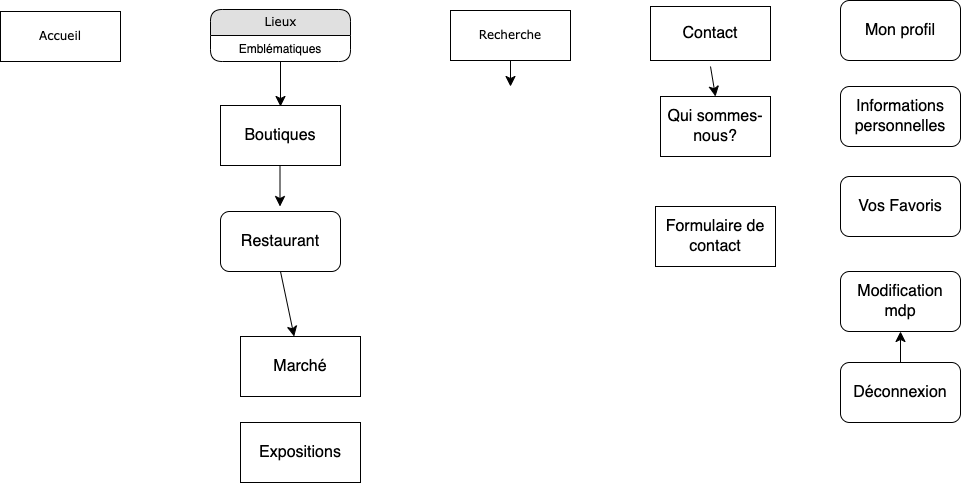 Accueil
Lieux
Emblématiques
Boutiques
Restaurant
Marché
Expositions
Recherche
Contact
Qui sommes-
nous?
Formulaire de
contact
Mon profil
Informations
personnelles
Vos Favoris
Modification
mdp
Déconnexion